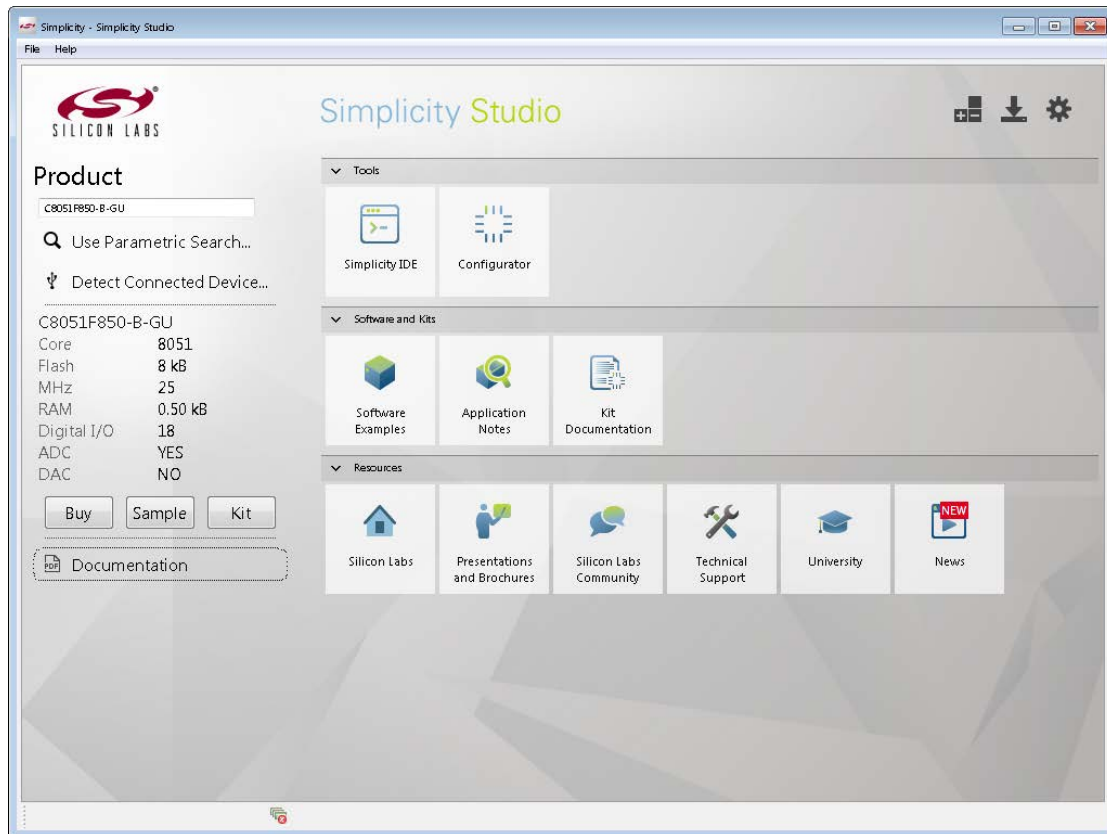 Simplicity - Simplicity Studio
File Help
SILICON LABS
Simplicity Studio
Product
C8051F850-B-GU
Use Parametric Search...
Detect Connected Device...
C8051F850-B-GU
Core 8051
Flash 8 kB
MHz 25
RAM 0.50 kB
Digital I/O 18
ADC YES
DAC NO
Buy Sample Kit
PDF Documentation
Tools
Simplicity IDE Configurator
Software and Kits
Software Application Kit
Examples Notes Documentation
Resources
NEW
Silicon Labs Presentations Silicon Labs Technical University News
and Brochures Community Support